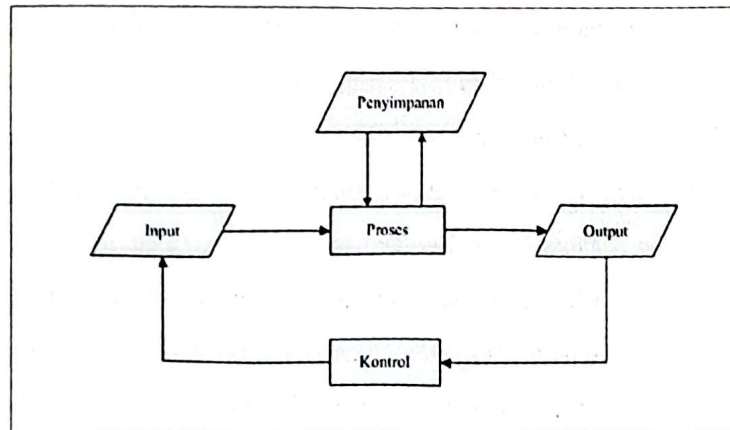 Penyimpanan
Input
Proses
Output
Kontrol